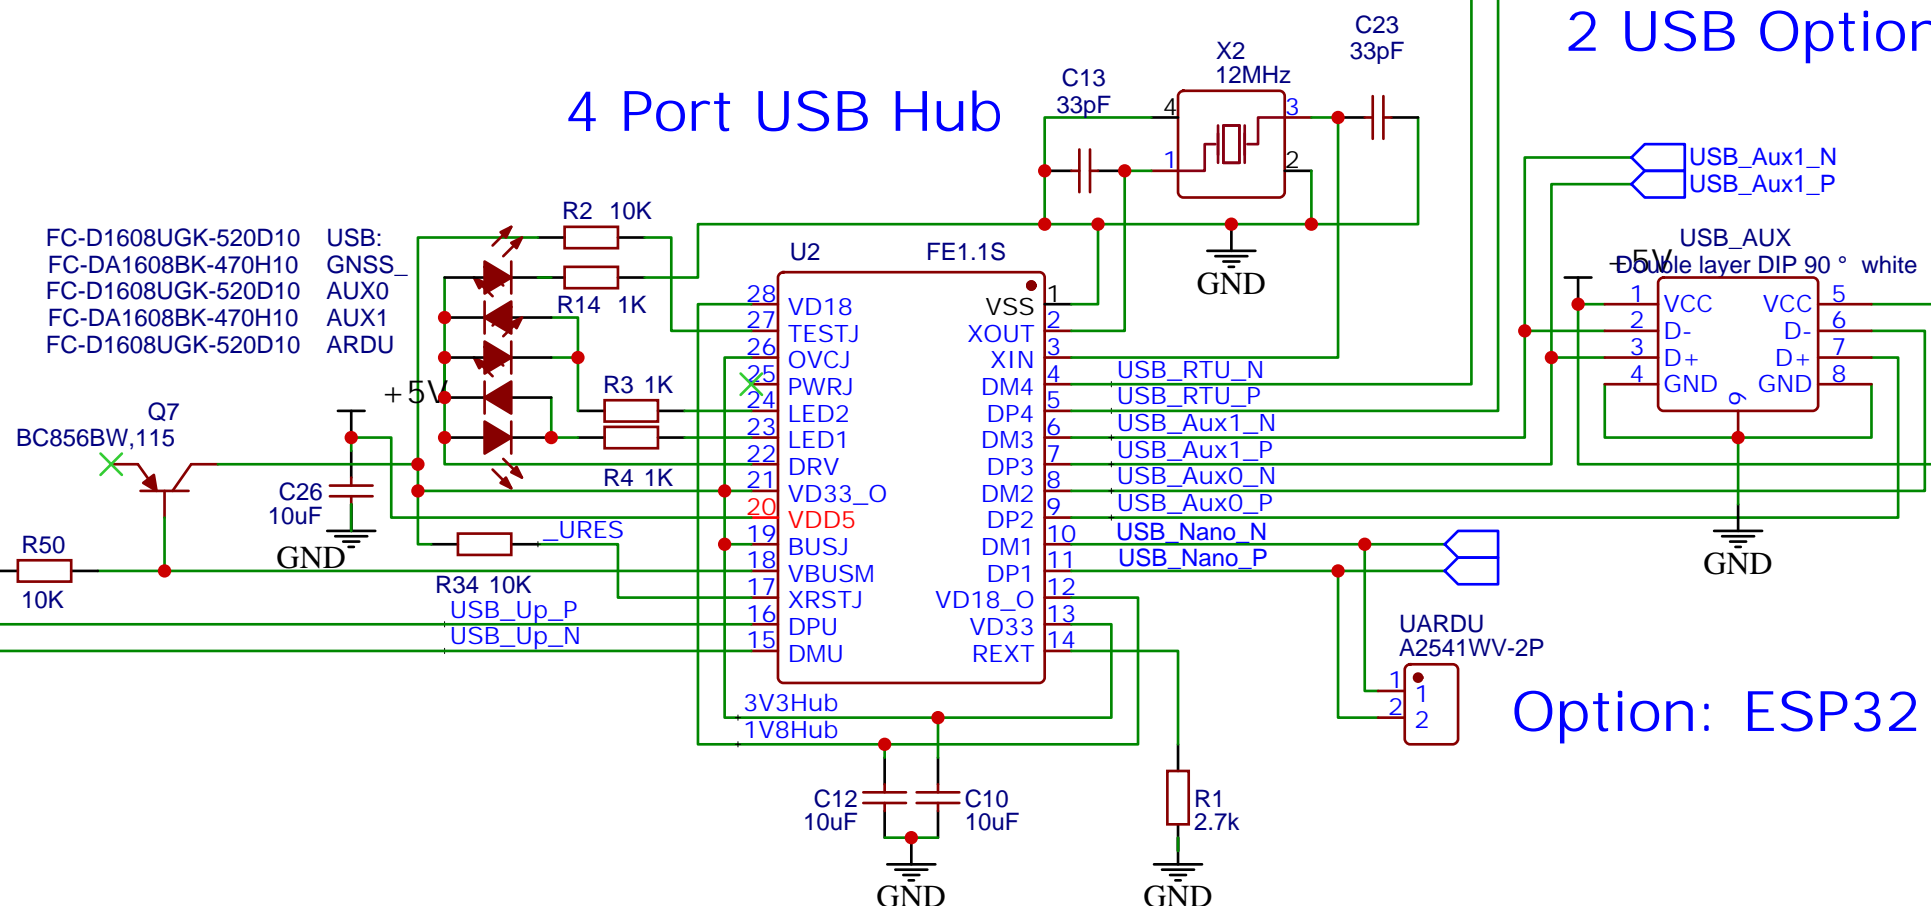 2 USB Option
4 Port USB Hub
C23
33pF
X2
12MHz
C13
33pF
4
3
1
2
USB_Aux1_N
USB_Aux1_P
R2 10K
FC-D1608UGK-520D10 USB:
FC-DA1608BK-470H10 GNSS_
FC-D1608UGK-520D10 AUX0
FC-DA1608BK-470H10 AUX1
FC-D1608UGK-520D10 ARDU
R14 1K
R3 1K
R4 1K
+5V
GND
U2 FE1.1S
28 VD18
27 TESTJ
26 OVCJ
25 PWRJ
24 LED2
23 LED1
22 DRV
21 VD33_O
20 VDD5
19 BUSJ
18 VBUSM
17 XRSTJ
16 DPU
15 DMU
VSS 1
XOUT 2
XIN 3
DM4 4
DP4 5
DM3 6
DP3 7
DM2 8
DP2 9
DM1 10
DP1 11
VD18_O 12
VD33 13
REXT 14
USB_RTU_N
USB_RTU_P
USB_Aux1_N
USB_Aux1_P
USB_Aux0_N
USB_Aux0_P
USB_Nano_N
USB_Nano_P
USB_AUX
+5V
Double layer DIP 90 ° white
1 VCC VCC 5
2 D- D- 6
3 D+ D+ 7
4 GND GND 8
9
GND
Q7
BC856BW,115
C26
10uF
GND
R50
10K
_URES
R34 10K
USB_Up_P
USB_Up_N
3V3Hub
1V8Hub
C12
10uF
C10
10uF
GND
R1
2.7k
GND
UARDU
A2541WV-2P
1 1
2 2
Option: ESP32